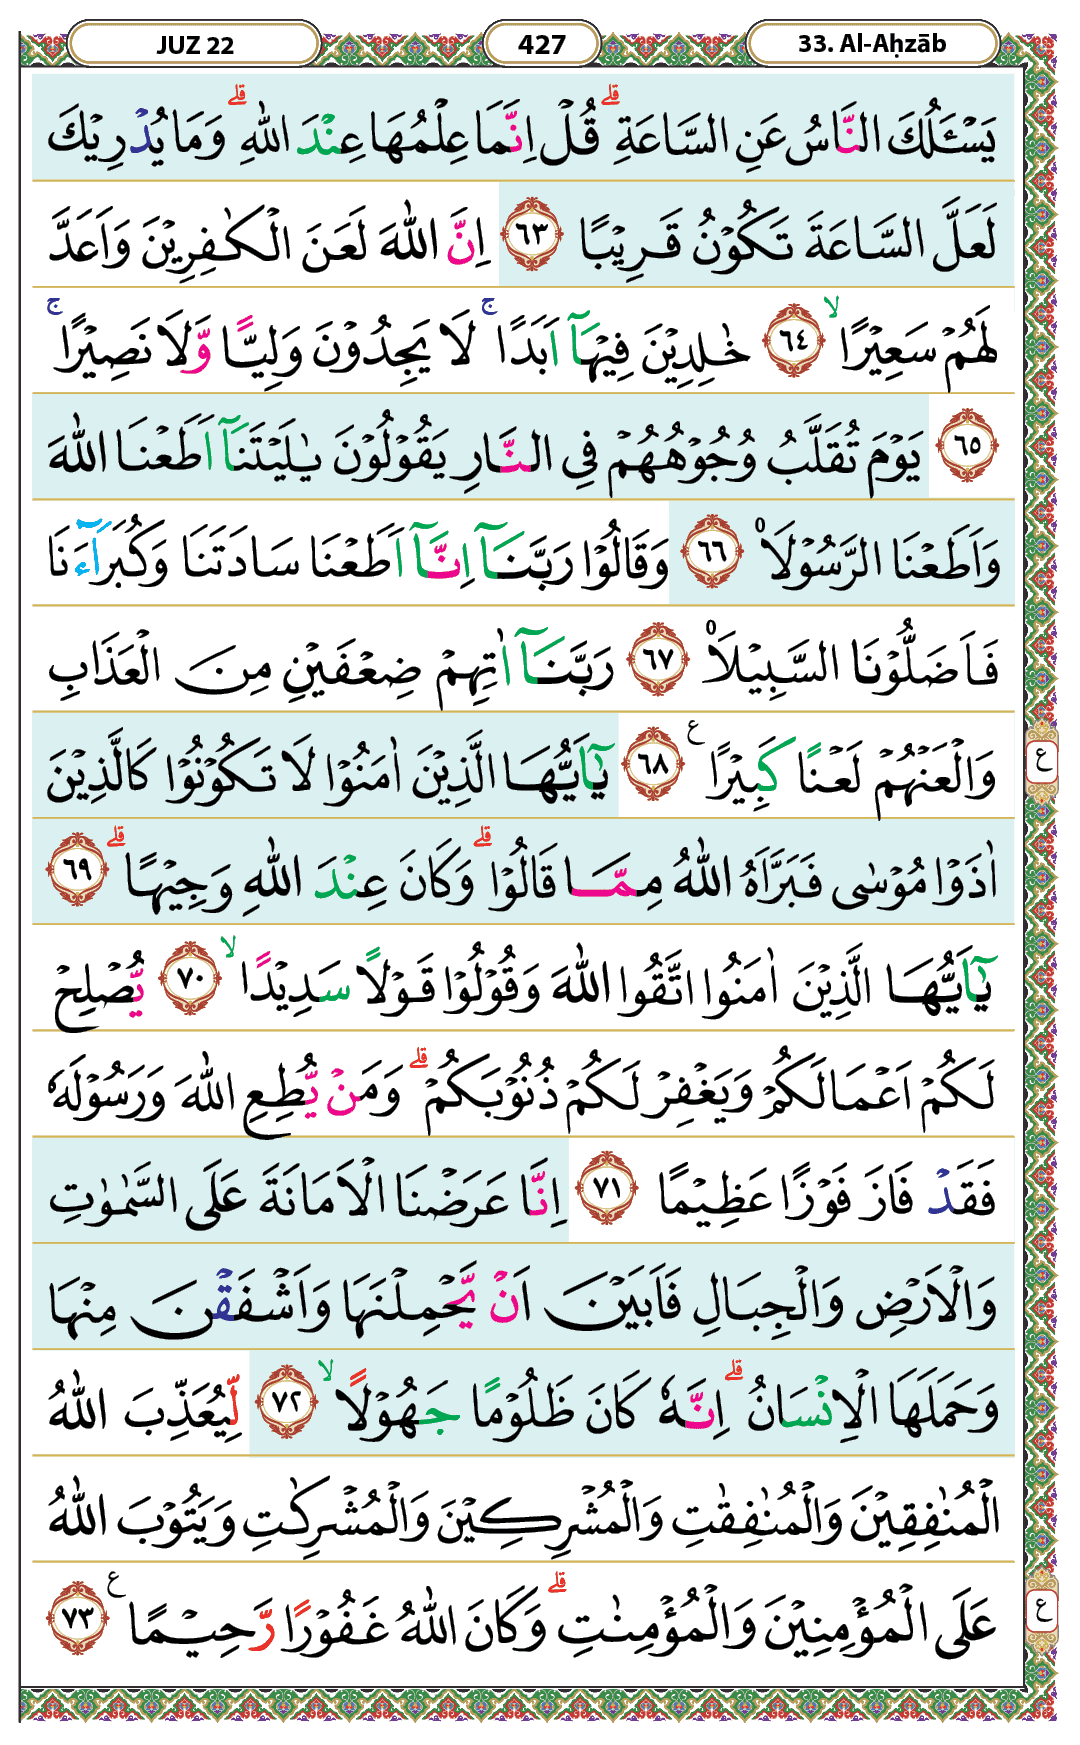 JUZ 22 427 33. Al-Aḥzāb
يَسْـَٔلُكَ النَّاسُ عَنِ السَّاعَةِ ۗ قُلْ اِنَّمَا عِلْمُهَا عِنْدَ اللّٰهِ ۗ وَمَا يُدْرِيْكَ
لَعَلَّ السَّاعَةَ تَكُوْنُ قَرِيْبًا ٦٣ اِنَّ اللّٰهَ لَعَنَ الْكٰفِرِيْنَ وَاَعَدَّ
لَهُمْ سَعِيْرًا ۙ ٦٤ خٰلِدِيْنَ فِيْهَآ اَبَدًا ۚ لَا يَجِدُوْنَ وَلِيًّا وَّلَا نَصِيْرًا ۚ
٦٥ يَوْمَ تُقَلَّبُ وُجُوْهُهُمْ فِى النَّارِ يَقُوْلُوْنَ يٰلَيْتَنَآ اَطَعْنَا اللّٰهَ
وَاَطَعْنَا الرَّسُوْلَا۠ ٦٦ وَقَالُوْا رَبَّنَآ اِنَّآ اَطَعْنَا سَادَتَنَا وَكُبَرَاۤءَنَا
فَاَضَلُّوْنَا السَّبِيْلَا۠ ٦٧ رَبَّنَآ اٰتِهِمْ ضِعْفَيْنِ مِنَ الْعَذَابِ
وَالْعَنْهُمْ لَعْنًا كَبِيْرًا ࣖ ٦٨ يٰٓاَيُّهَا الَّذِيْنَ اٰمَنُوْا لَا تَكُوْنُوْا كَالَّذِيْنَ
ع
اٰذَوْا مُوْسٰى فَبَرَّاَهُ اللّٰهُ مِمَّا قَالُوْا ۗ وَكَانَ عِنْدَ اللّٰهِ وَجِيْهًا ۗ ٦٩
يٰٓاَيُّهَا الَّذِيْنَ اٰمَنُوا اتَّقُوا اللّٰهَ وَقُوْلُوْا قَوْلًا سَدِيْدًا ۙ ٧٠ يُّصْلِحْ
لَكُمْ اَعْمَالَكُمْ وَيَغْفِرْ لَكُمْ ذُنُوْبَكُمْ ۗ وَمَنْ يُّطِعِ اللّٰهَ وَرَسُوْلَهٗ
فَقَدْ فَازَ فَوْزًا عَظِيْمًا ٧١ اِنَّا عَرَضْنَا الْاَمَانَةَ عَلَى السَّمٰوٰتِ
وَالْاَرْضِ وَالْجِبَالِ فَاَبَيْنَ اَنْ يَّحْمِلْنَهَا وَاَشْفَقْنَ مِنْهَا
وَحَمَلَهَا الْاِنْسَانُ ۗ اِنَّهٗ كَانَ ظَلُوْمًا جَهُوْلًا ۙ ٧٢ لِّيُعَذِّبَ اللّٰهُ
الْمُنٰفِقِيْنَ وَالْمُنٰفِقٰتِ وَالْمُشْرِكِيْنَ وَالْمُشْرِكٰتِ وَيَتُوْبَ اللّٰهُ
عَلَى الْمُؤْمِنِيْنَ وَالْمُؤْمِنٰتِ ۗ وَكَانَ اللّٰهُ غَفُوْرًا رَّحِيْمًا ࣖ ٧٣
ع